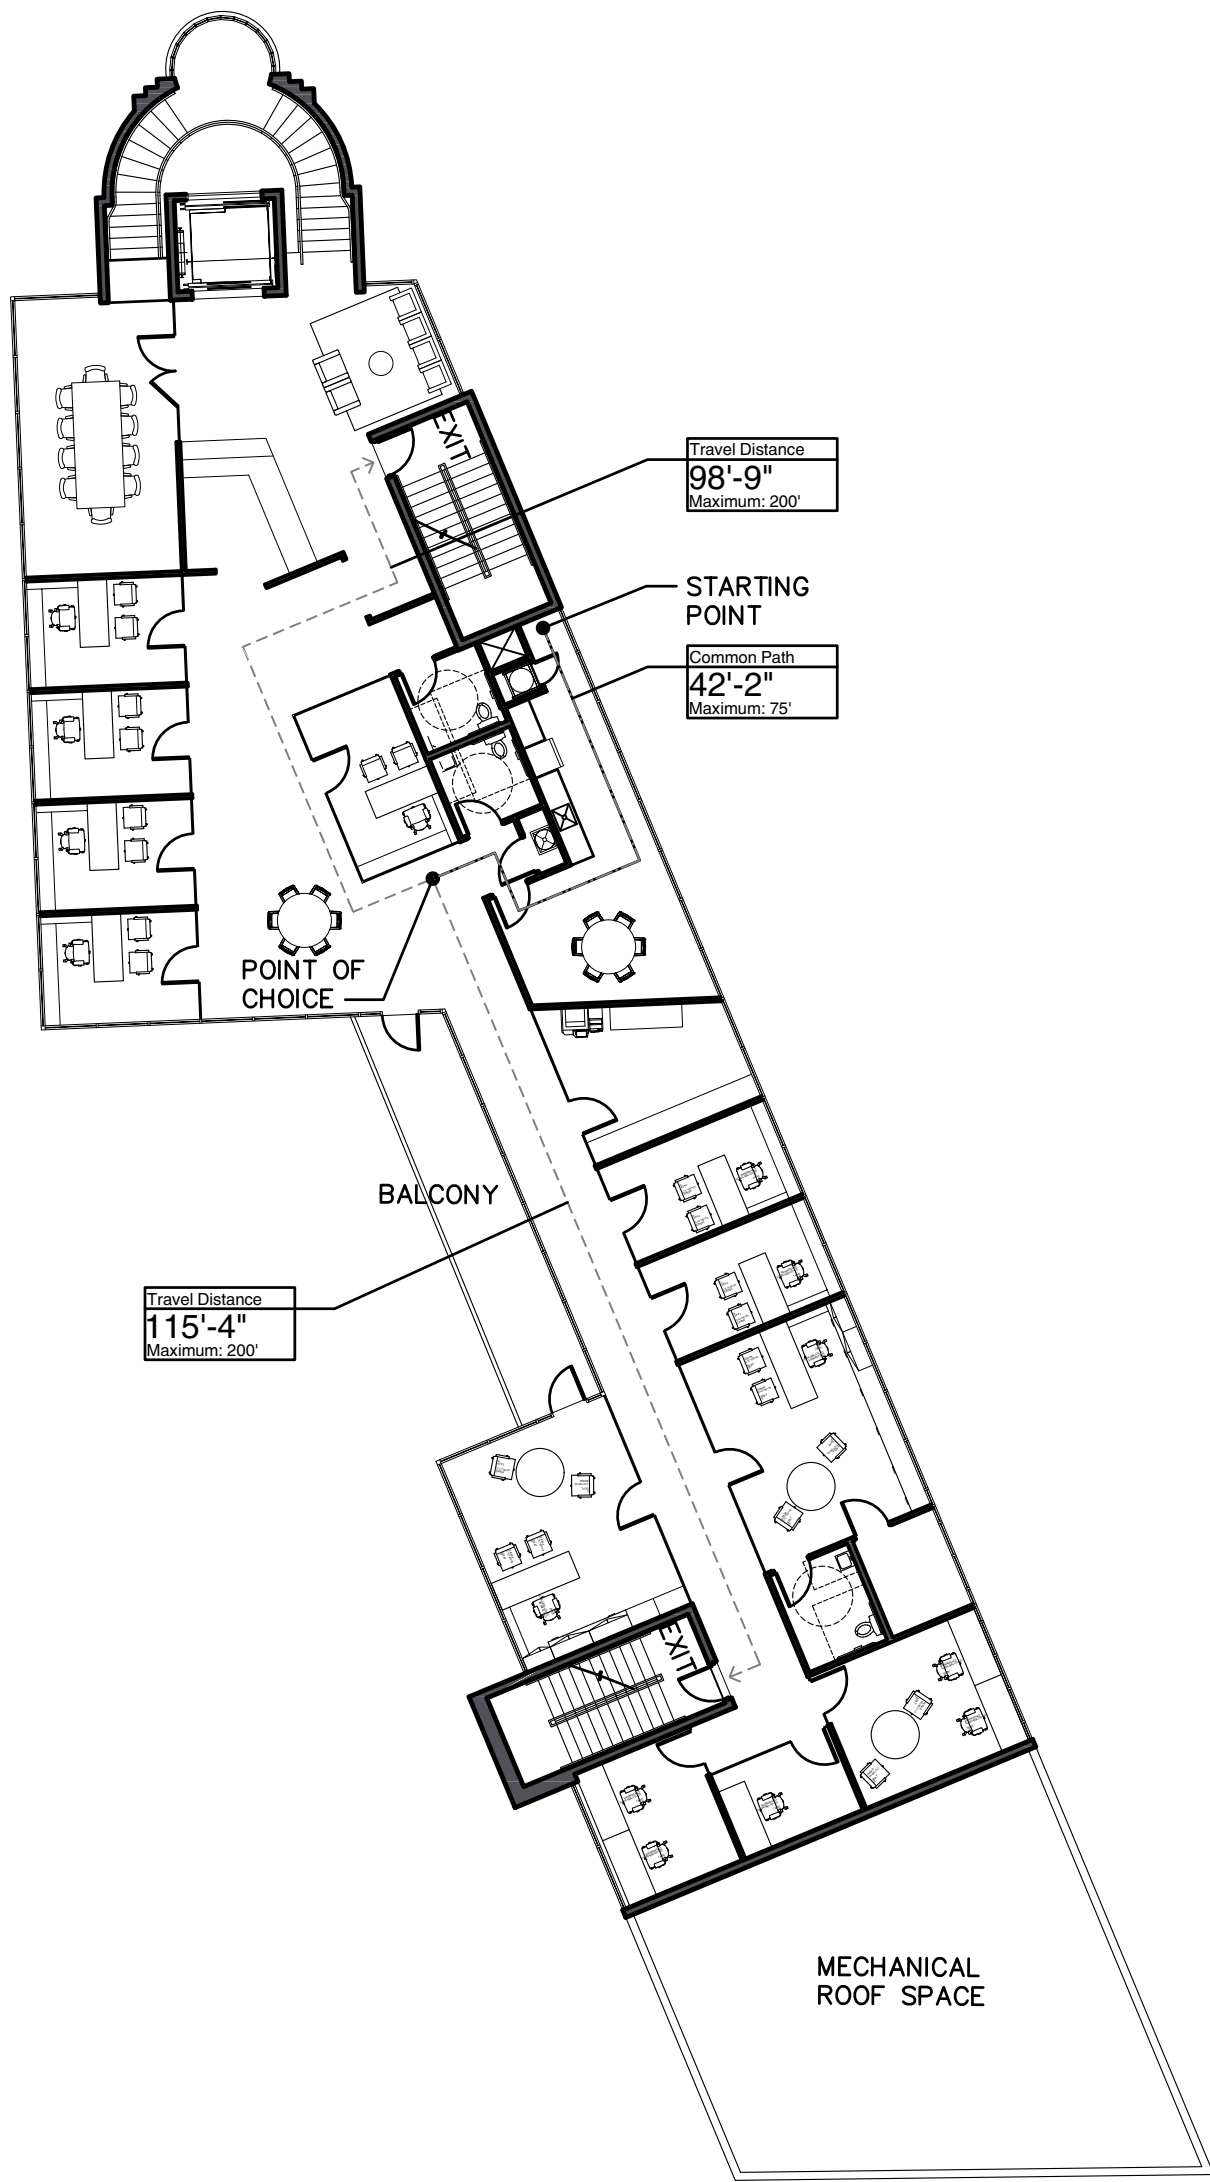 EXIT
Travel Distance
98'-9"
Maximum: 200'
STARTING
POINT
Common Path
42'-2"
Maximum: 75'
POINT OF
CHOICE
BALCONY
Travel Distance
115'-4"
Maximum: 200'
EXIT
MECHANICAL
ROOF SPACE